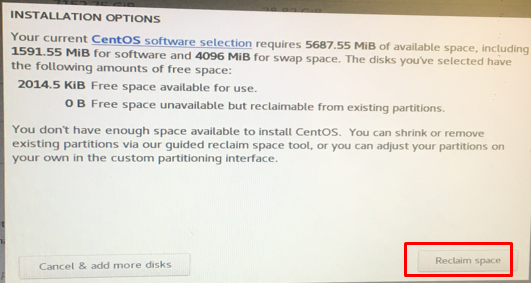 INSTALLATION OPTIONS
Your current CentOS software selection requires 5687.55 MiB of available space, including
1591.55 MiB for software and 4096 MiB for swap space. The disks you've selected have
the following amounts of free space:
2014.5 KiB Free space available for use.
0 B Free space unavailable but reclaimable from existing partitions.
You don't have enough space available to install CentOS. You can shrink or remove
existing partitions via our guided reclaim space tool, or you can adjust your partitions on
your own in the custom partitioning interface.
Cancel & add more disks
Reclaim space